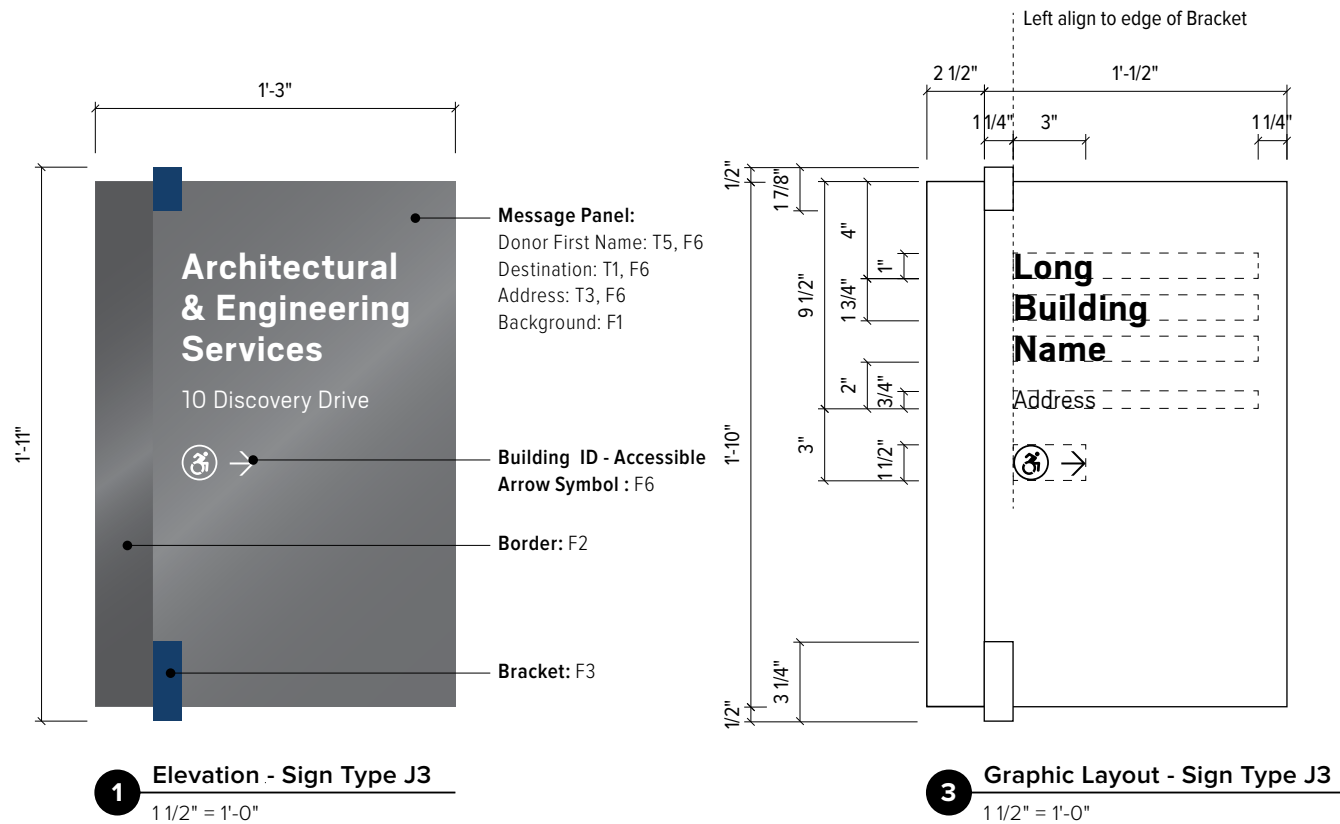 Left align to edge of Bracket
1'-3"
2 1/2"
1'-1/2"
1 1/4"
3"
1 1/4"
1'-11"
Architectural
& Engineering
Services
10 Discovery Drive
Message Panel:
Donor First Name: T5, F6
Destination: T1, F6
Address: T3, F6
Background: F1
Building ID - Accessible
Arrow Symbol : F6
Border: F2
Bracket: F3
1/2"
1 7/8"
4"
1"
9 1/2"
1 3/4"
2"
3/4"
1'-10"
3"
1 1/2"
3 1/4"
1/2"
Long
Building
Name
Address
1
Elevation - Sign Type J3
1 1/2" = 1'-0"
3
Graphic Layout - Sign Type J3
1 1/2" = 1'-0"